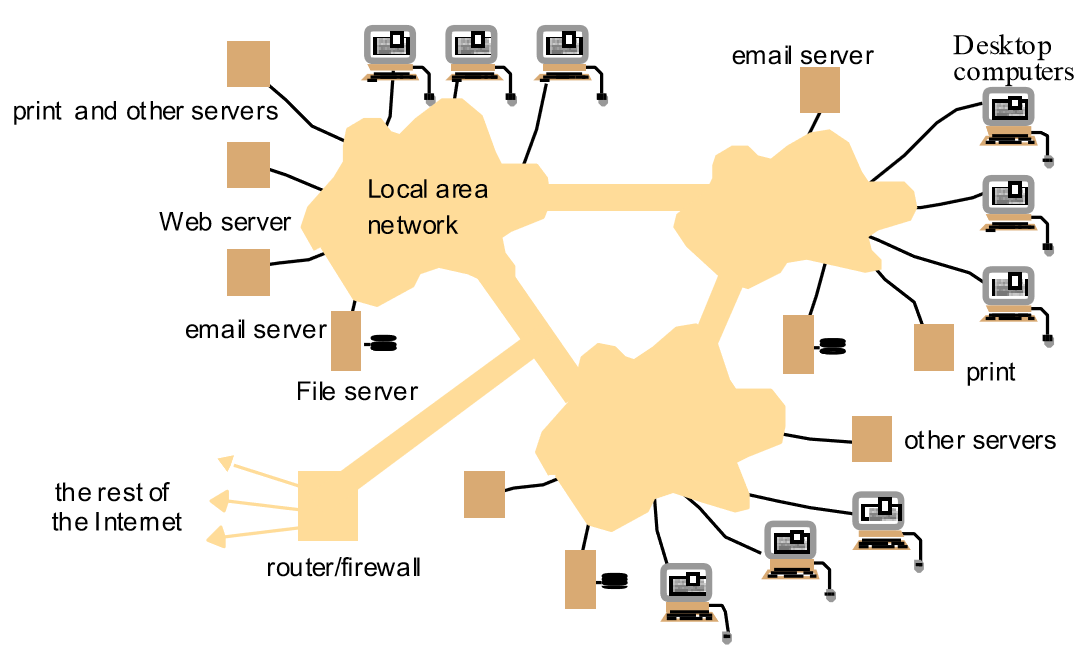 email server
Desktop
computers
print and other servers
Local area
network
Web server
email server
File server
print
other servers
the rest of
the Internet
router/firewall